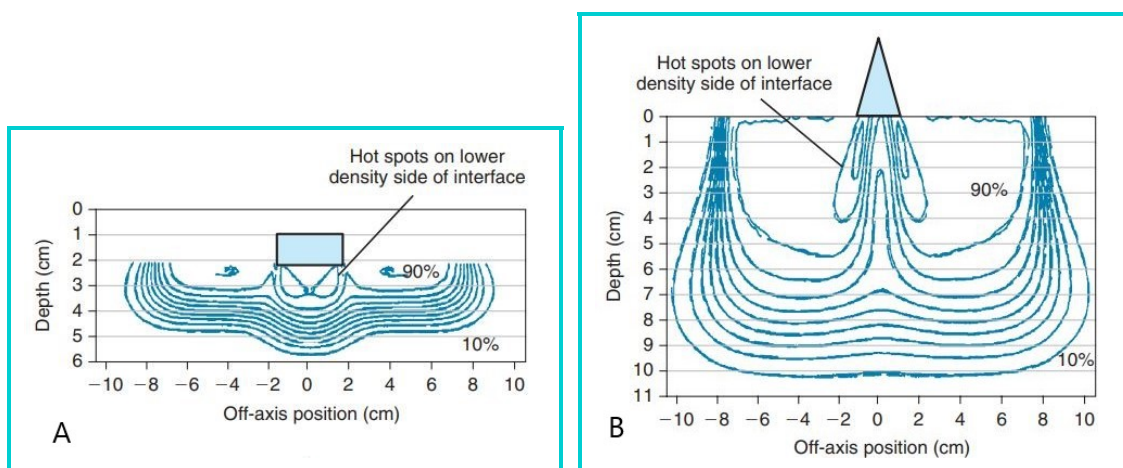 Hot spots on lower
density side of interface
0
1
2
3
4
5
6
Depth (cm)
90%
10%
−10 −8 −6 −4 −2 0 2 4 6 8 10
Off-axis position (cm)
A
Hot spots on lower
density side of interface
0
1
2
3
4
5
6
7
8
9
10
11
Depth (cm)
90%
10%
−10 −8 −6 −4 −2 0 2 4 6 8 10
Off-axis position (cm)
B